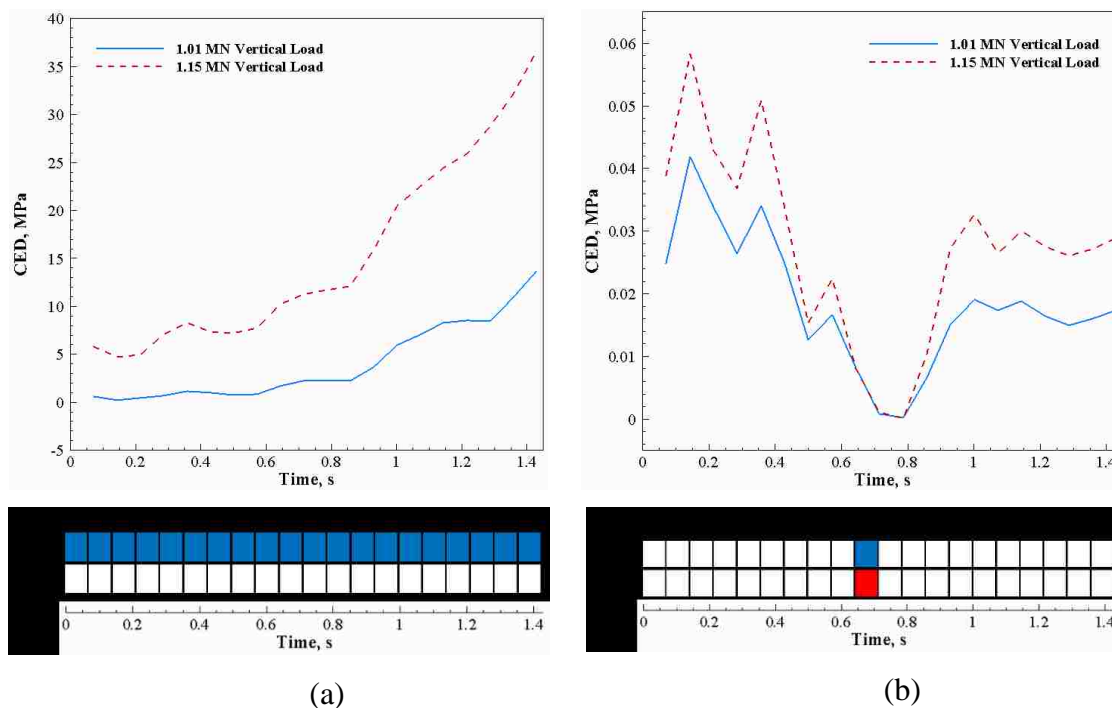 40
35
30
25
20
15
10
5
0
-5
CED, MPa
1.01 MN Vertical Load
1.15 MN Vertical Load
0 0.2 0.4 0.6 0.8 1 1.2 1.4
Time, s
0 0.2 0.4 0.6 0.8 1 1.2 1.4
Time, s
(a)
0.06
0.05
0.04
0.03
0.02
0.01
0
CED, MPa
1.01 MN Vertical Load
1.15 MN Vertical Load
0 0.2 0.4 0.6 0.8 1 1.2 1.4
Time, s
0 0.2 0.4 0.6 0.8 1 1.2 1.4
Time, s
(b)